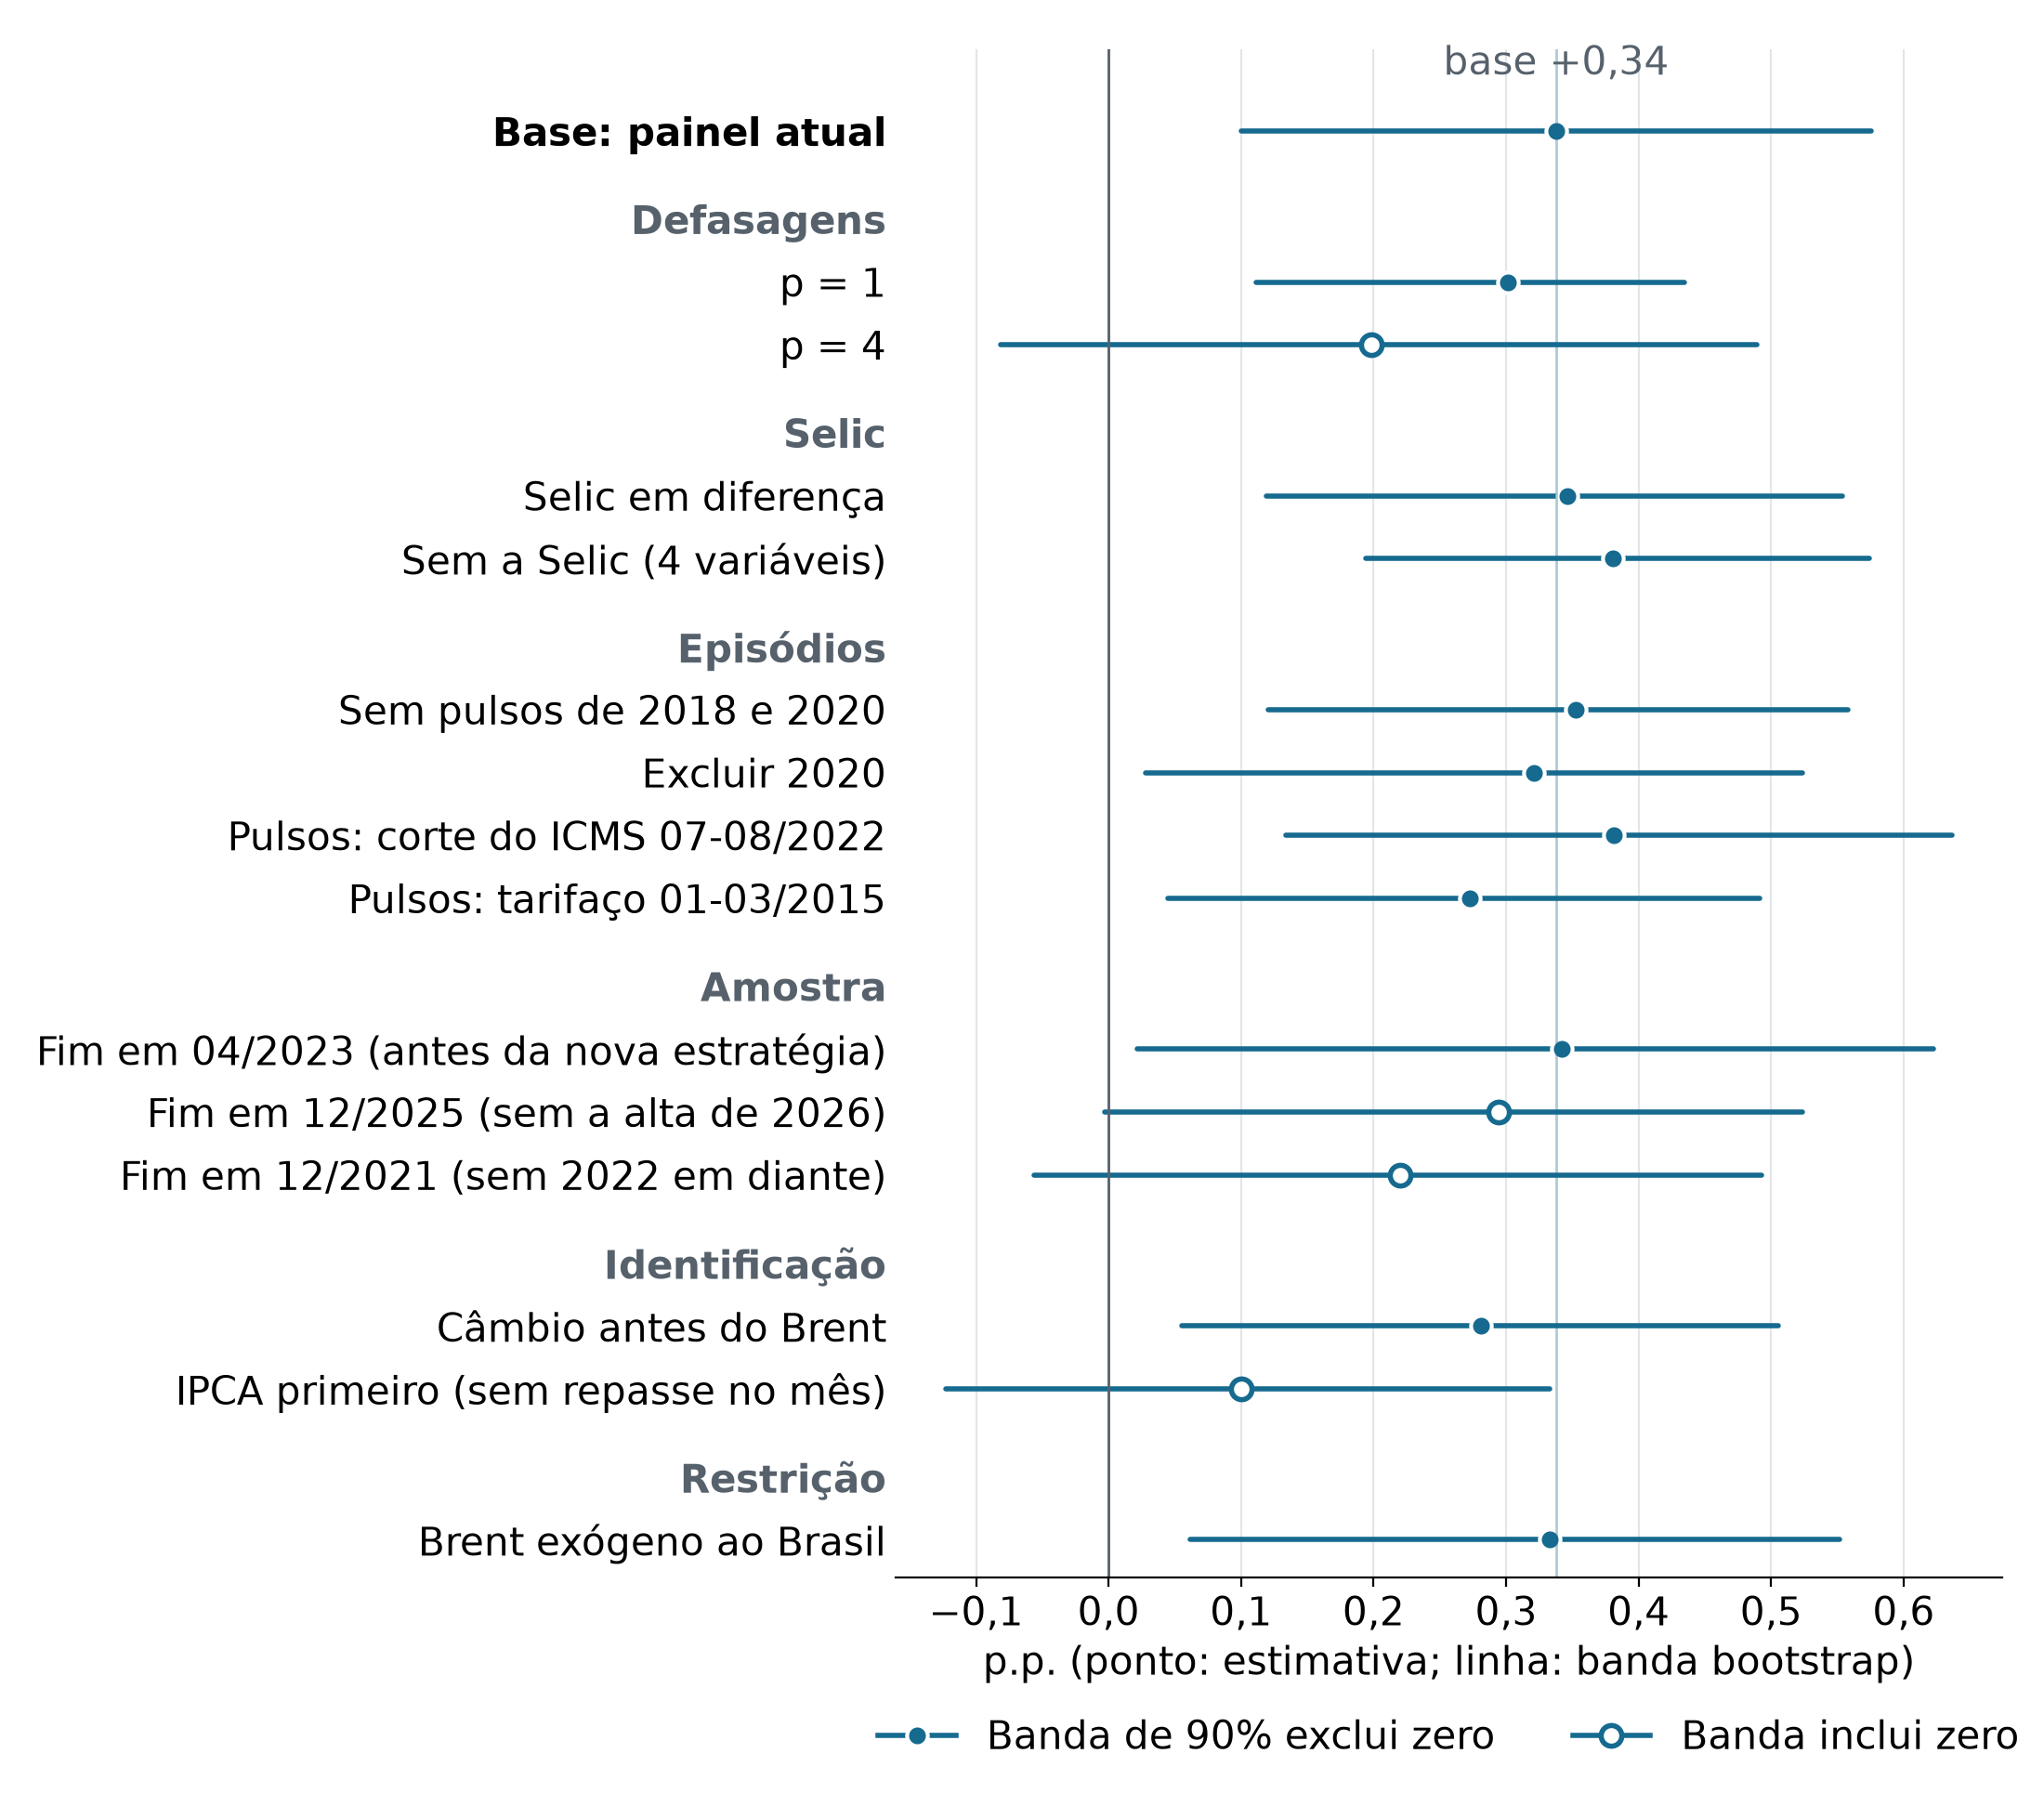 base +0,34
Base: painel atual
Defasagens
p = 1
p = 4
Selic
Selic em diferença
Sem a Selic (4 variáveis)
Episódios
Sem pulsos de 2018 e 2020
Excluir 2020
Pulsos: corte do ICMS 07-08/2022
Pulsos: tarifaço 01-03/2015
Amostra
Fim em 04/2023 (antes da nova estratégia)
Fim em 12/2025 (sem a alta de 2026)
Fim em 12/2021 (sem 2022 em diante)
Identificação
Câmbio antes do Brent
IPCA primeiro (sem repasse no mês)
Restrição
Brent exógeno ao Brasil
−0,1 0,0 0,1 0,2 0,3 0,4 0,5 0,6
p.p. (ponto: estimativa; linha: banda bootstrap)
Banda de 90% exclui zero Banda inclui zero